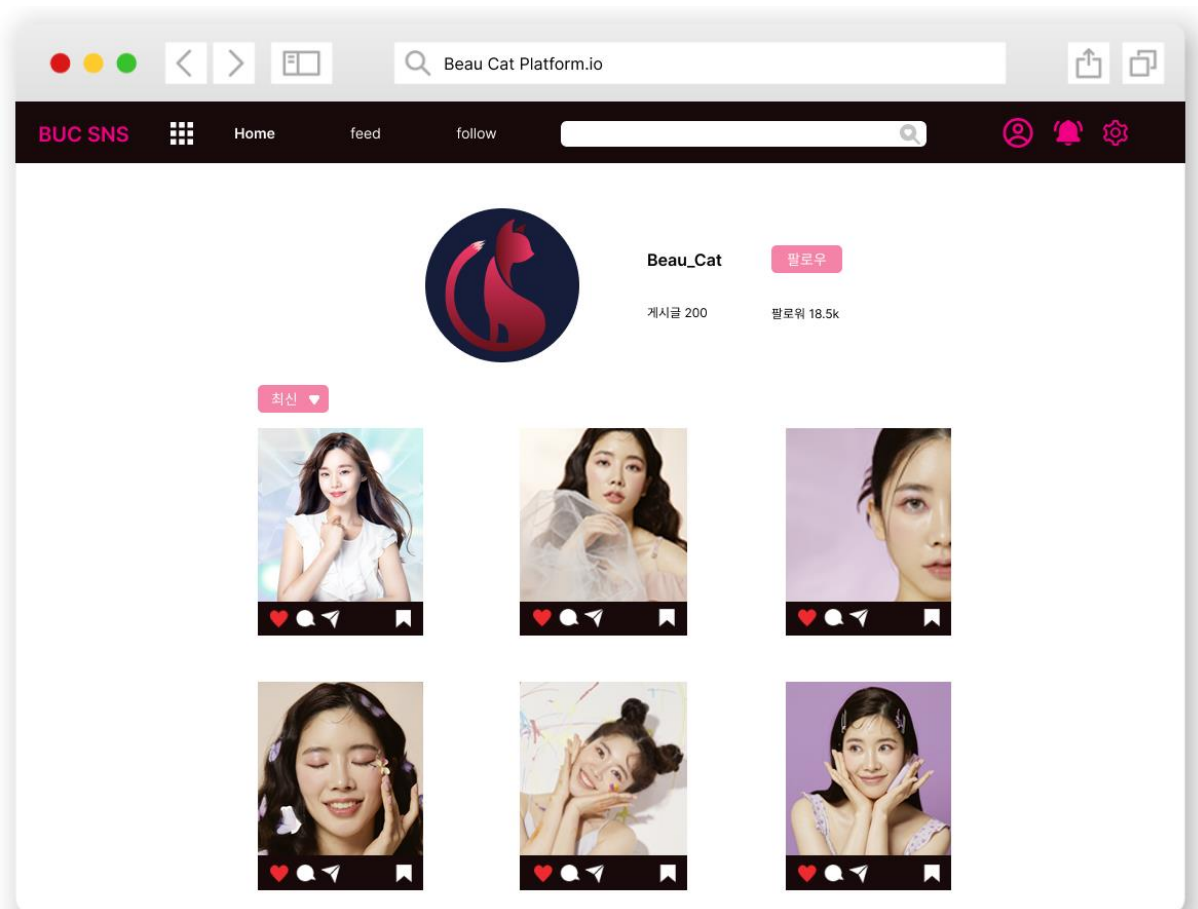 Beau Cat Platform.io
BUC SNS Home feed follow
Beau_Cat 팔로우
게시글 200 팔로워 18.5k
최신